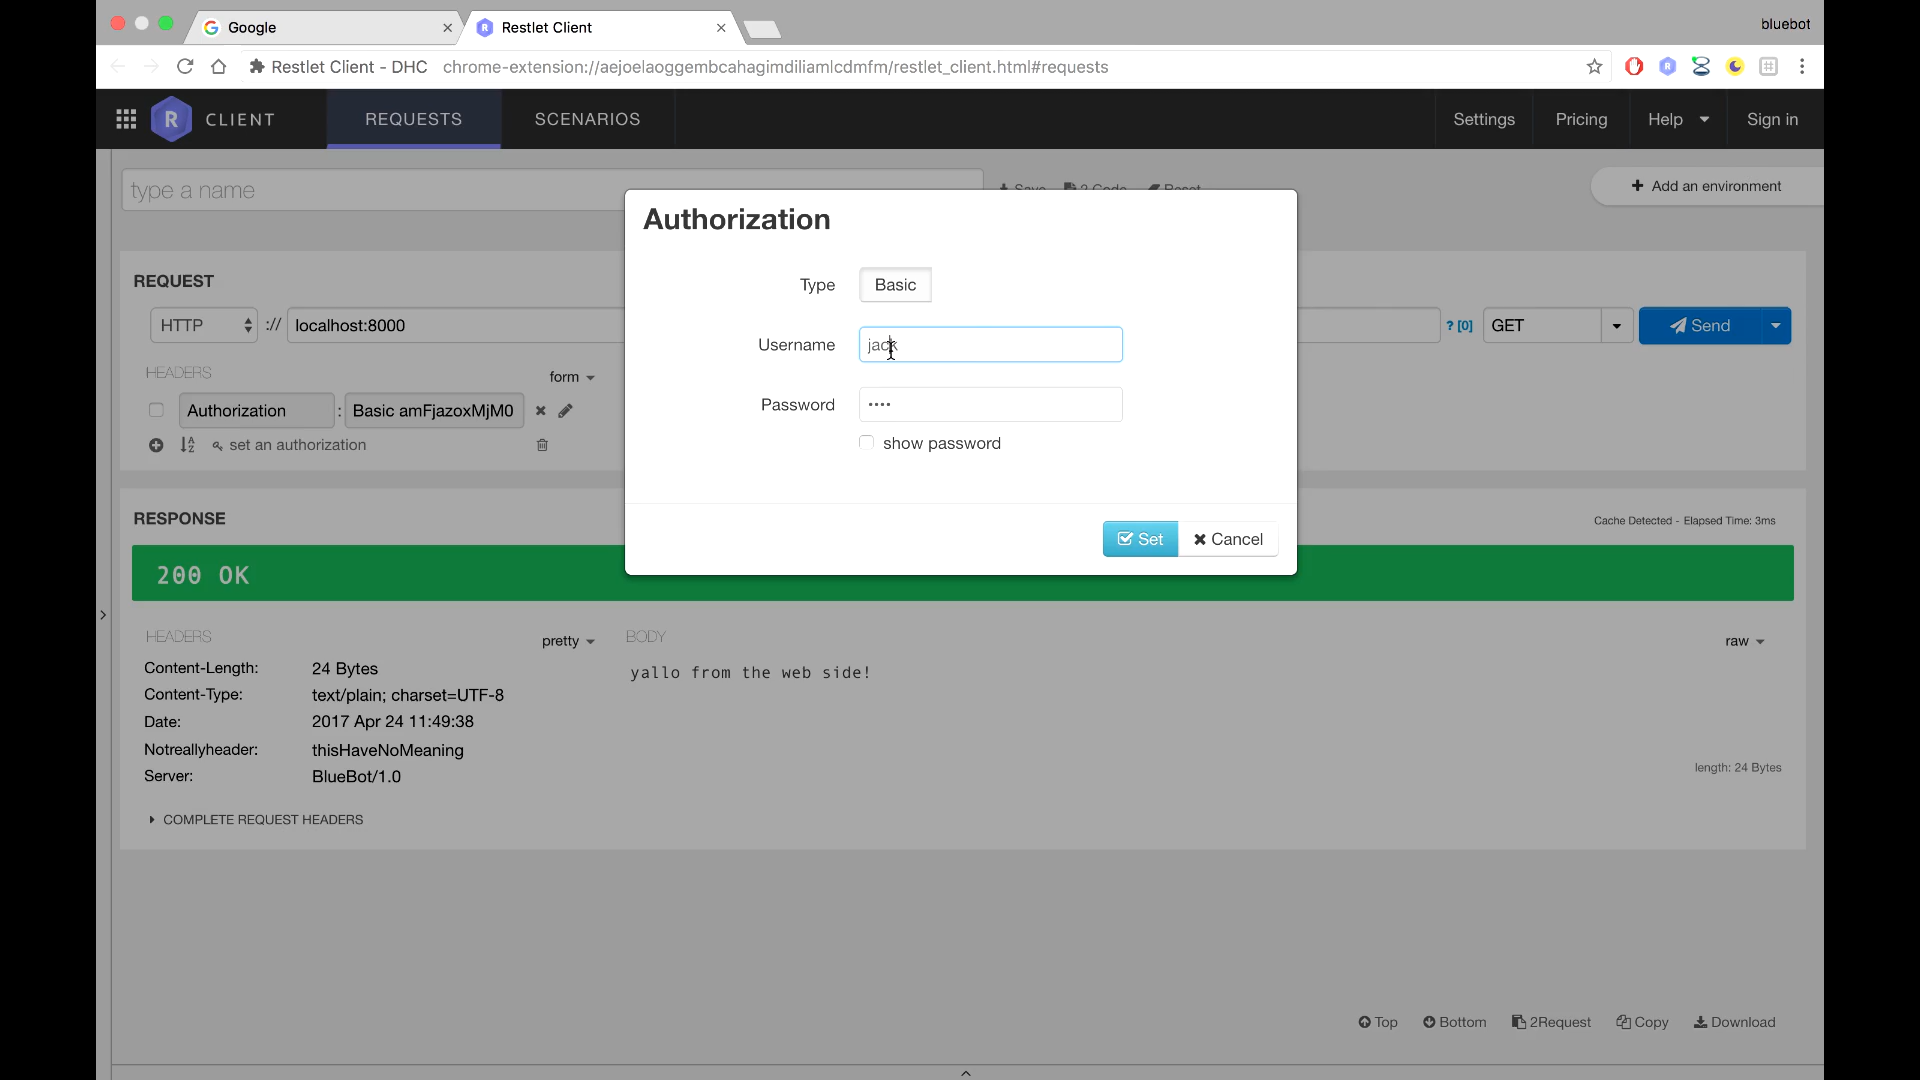 Google
Restlet Client
bluebot
Restlet Client - DHC chrome-extension://aejoelaoggembcahagimdiliamlcdmfm/restlet_client.html#requests
R CLIENT REQUESTS SCENARIOS Settings Pricing Help Sign in
type a name Save 2 Code Reset + Add an environment
Authorization
REQUEST
Type Basic
HTTP :// localhost:8000 ? [0] GET Send
Username jack
HEADERS form
Authorization : Basic amFjazoxMjM0
Password ••••
set an authorization
show password
RESPONSE
Cache Detected - Elapsed Time: 3ms
Set Cancel
200 OK
HEADERS pretty BODY raw
Content-Length: 24 Bytes
yallo from the web side!
Content-Type: text/plain; charset=UTF-8
Date: 2017 Apr 24 11:49:38
Notreallyheader: thisHaveNoMeaning
Server: BlueBot/1.0
length: 24 Bytes
COMPLETE REQUEST HEADERS
Top Bottom 2Request Copy Download